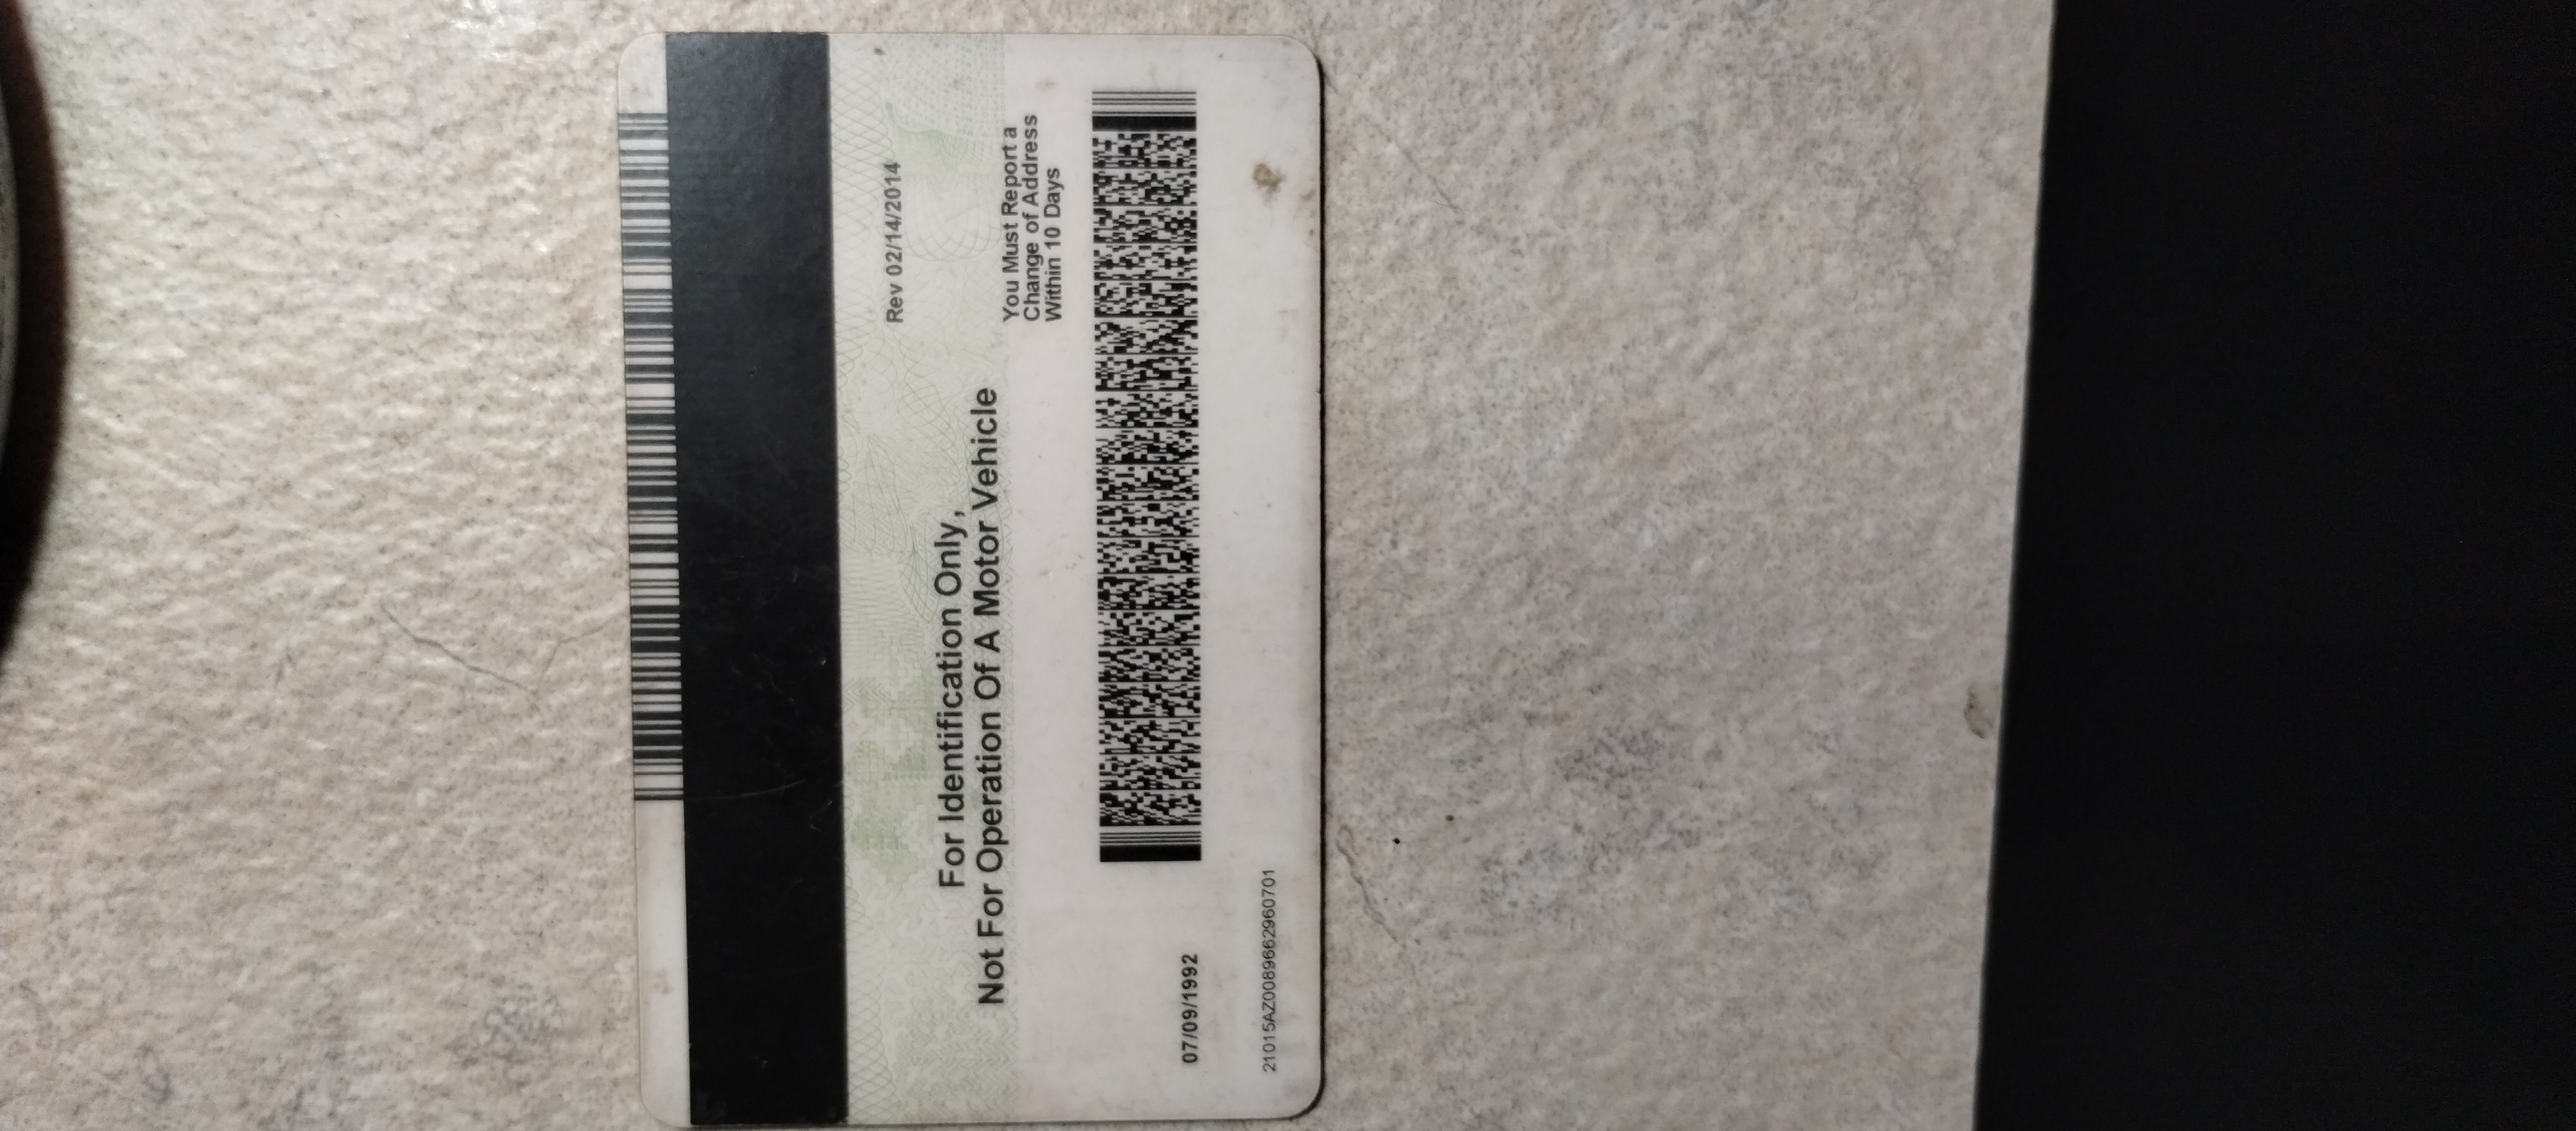 Rev 02/14/2014
For Identification Only,
Not For Operation Of A Motor Vehicle
You Must Report a
Change of Address
Within 10 Days
07/09/1992
21015AZ0089662960701